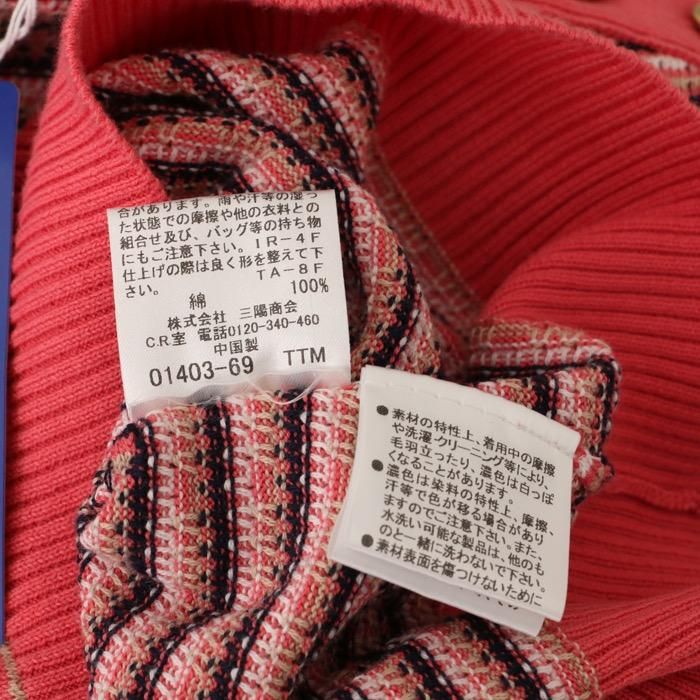 合があります。雨や汗等の湿っ
た状態での摩擦や他の衣料との
組合せ及び、バッグ等の持ち物
にもご注意下さい。IR-4F
仕上げの際は良く形を整えて下
さい。 TA-8F
綿 100%
株式会社 三陽商会
C.R室 電話0120-340-460
中国製
01403-69 TTM
●素材の特性上、着用中の摩擦
や洗濯・クリーニング等により、
毛羽立ったり、濃色は白っぽ
くなることがあります。
●濃色は染料の特性上、摩擦、
汗等で色が移る場合があり
ますのでご注意下さい。また、
水洗い可能な製品は、他のも
のと一緒に洗わないで下さい。
●素材表面を傷つけないために